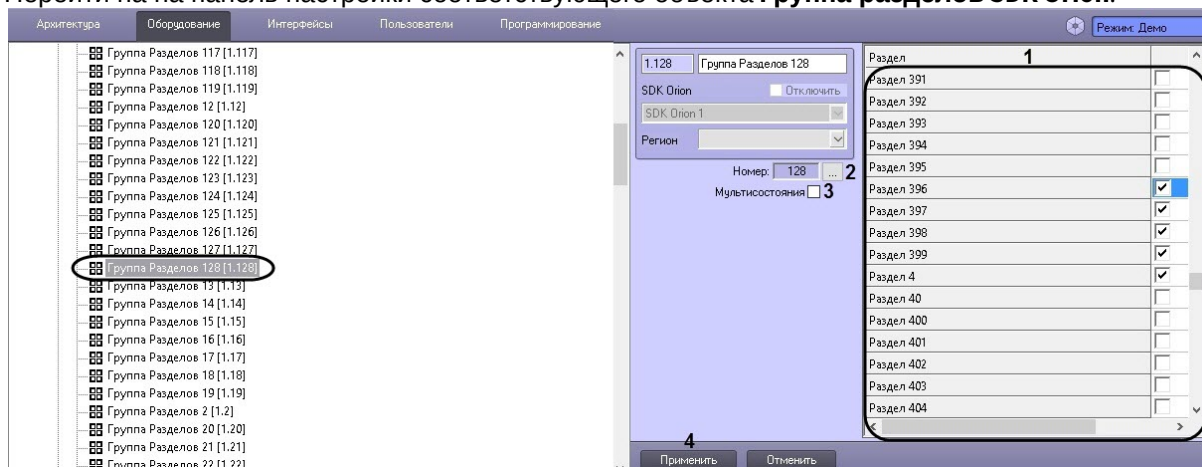 Перейти на на панель настройки соответствующего объекта Группа разделов SDK Orion.
Архитектура Оборудование Интерфейсы Пользователи Программирование Режим: Демо
Группа Разделов 117 [1.117]
Группа Разделов 118 [1.118]
Группа Разделов 119 [1.119]
Группа Разделов 12 [1.12]
Группа Разделов 120 [1.120]
Группа Разделов 121 [1.121]
Группа Разделов 122 [1.122]
Группа Разделов 123 [1.123]
Группа Разделов 124 [1.124]
Группа Разделов 125 [1.125]
Группа Разделов 126 [1.126]
Группа Разделов 127 [1.127]
Группа Разделов 128 [1.128]
Группа Разделов 13 [1.13]
Группа Разделов 14 [1.14]
Группа Разделов 15 [1.15]
Группа Разделов 16 [1.16]
Группа Разделов 17 [1.17]
Группа Разделов 18 [1.18]
Группа Разделов 19 [1.19]
Группа Разделов 2 [1.2]
Группа Разделов 20 [1.20]
Группа Разделов 21 [1.21]
Группа Разделов 22 [1.22]
1.128 Группа Разделов 128
SDK Orion Отключить
SDK Orion 1
Регион
Номер: 128 ... 2
Мультисостояния 3
Раздел 1
Раздел 391
Раздел 392
Раздел 393
Раздел 394
Раздел 395
Раздел 396
Раздел 397
Раздел 398
Раздел 399
Раздел 4
Раздел 40
Раздел 400
Раздел 401
Раздел 402
Раздел 403
Раздел 404
4
Применить Отменить